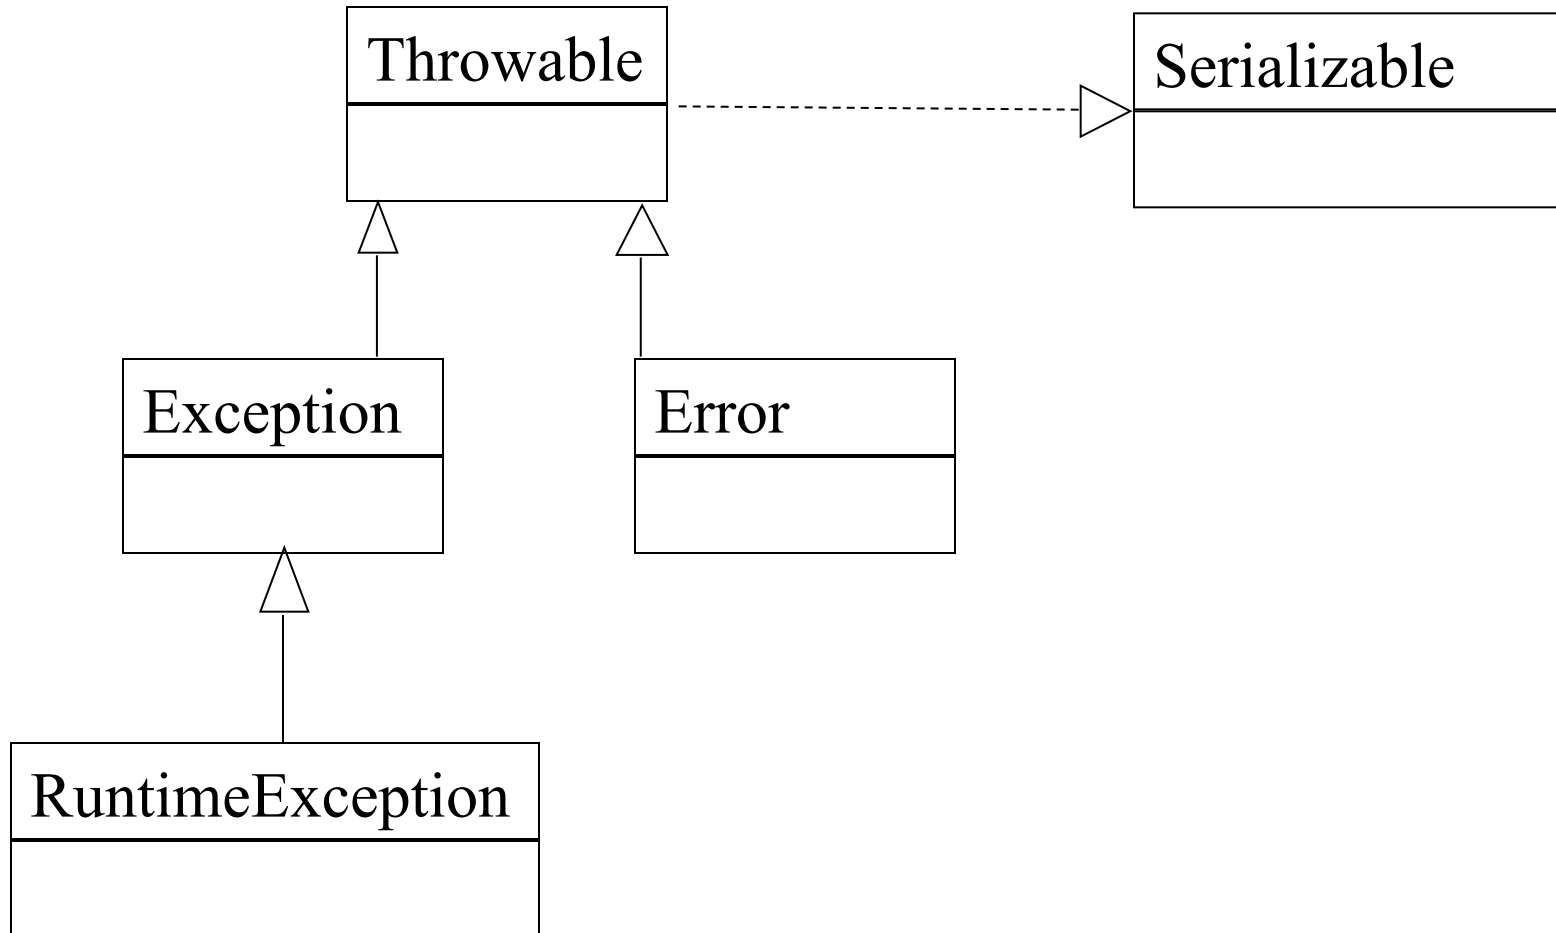 Throwable
Serializable
Exception
Error
RuntimeException